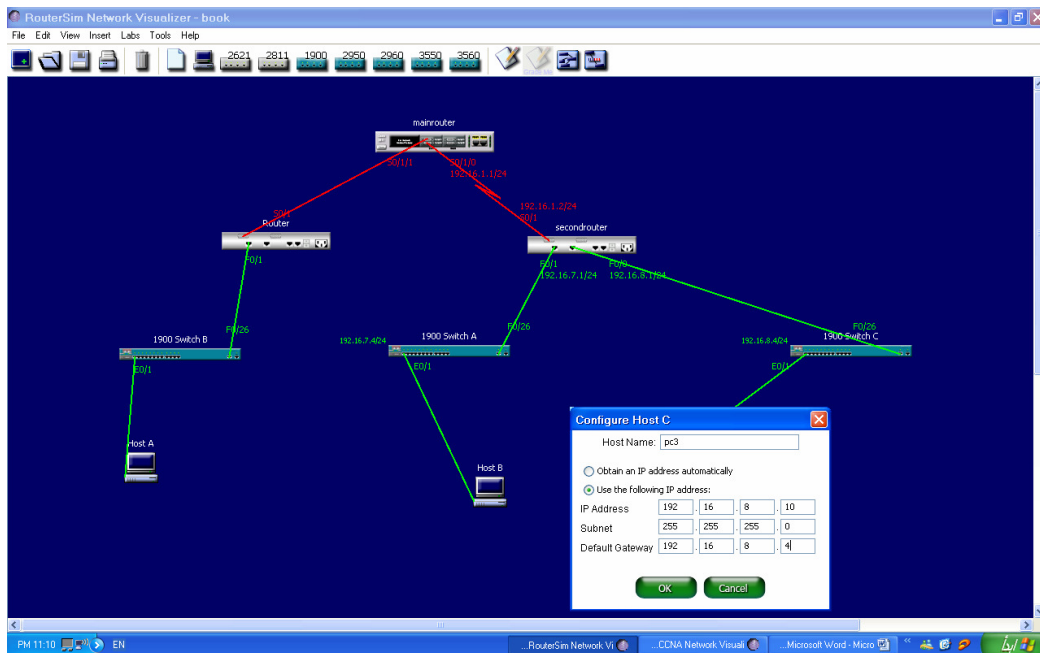 RouterSim Network Visualizer - book
File Edit View Insert Labs Tools Help
2621 2811 1900 2950 2960 3550 3560
mainrouter
S0/1/1 S0/1/0
192.16.1.1/24
192.16.1.2/24
S0/1 S0/1
Router secondrouter
F0/1 F0/1 F0/0
192.16.7.1/24 192.16.8.1/24
F0/26 F0/26 F0/26
1900 Switch B 192.16.7.4/24 1900 Switch A 192.16.8.4/24 1900 Switch C
E0/1 E0/1 E0/1
Host A
Host B
Configure Host C
Host Name: pc3
Obtain an IP address automatically
Use the following IP address:
IP Address 192 . 16 . 8 . 10
Subnet 255 . 255 . 255 . 0
Default Gateway 192 . 16 . 8 . 4
OK Cancel
PM 11:10 EN ...RouterSim Network Vi ...CCNA Network Visuali ...Microsoft Word - Micro « ابدأ